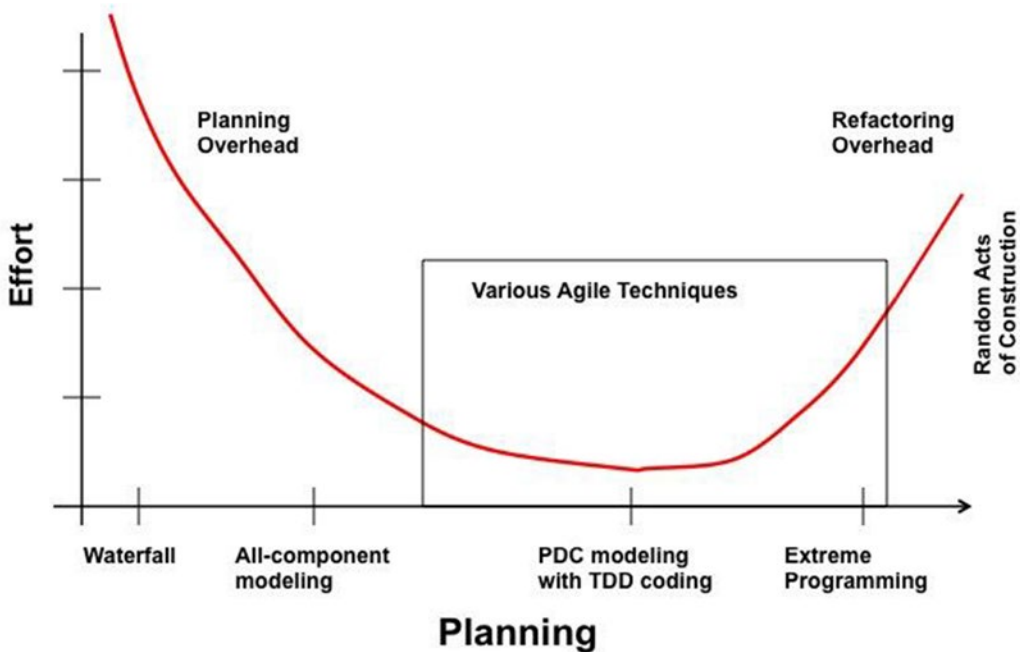 Planning
Overhead
Refactoring
Overhead
Effort
Various Agile Techniques
Random Acts
of Construction
Waterfall
All-component
modeling
PDC modeling
with TDD coding
Extreme
Programming
Planning